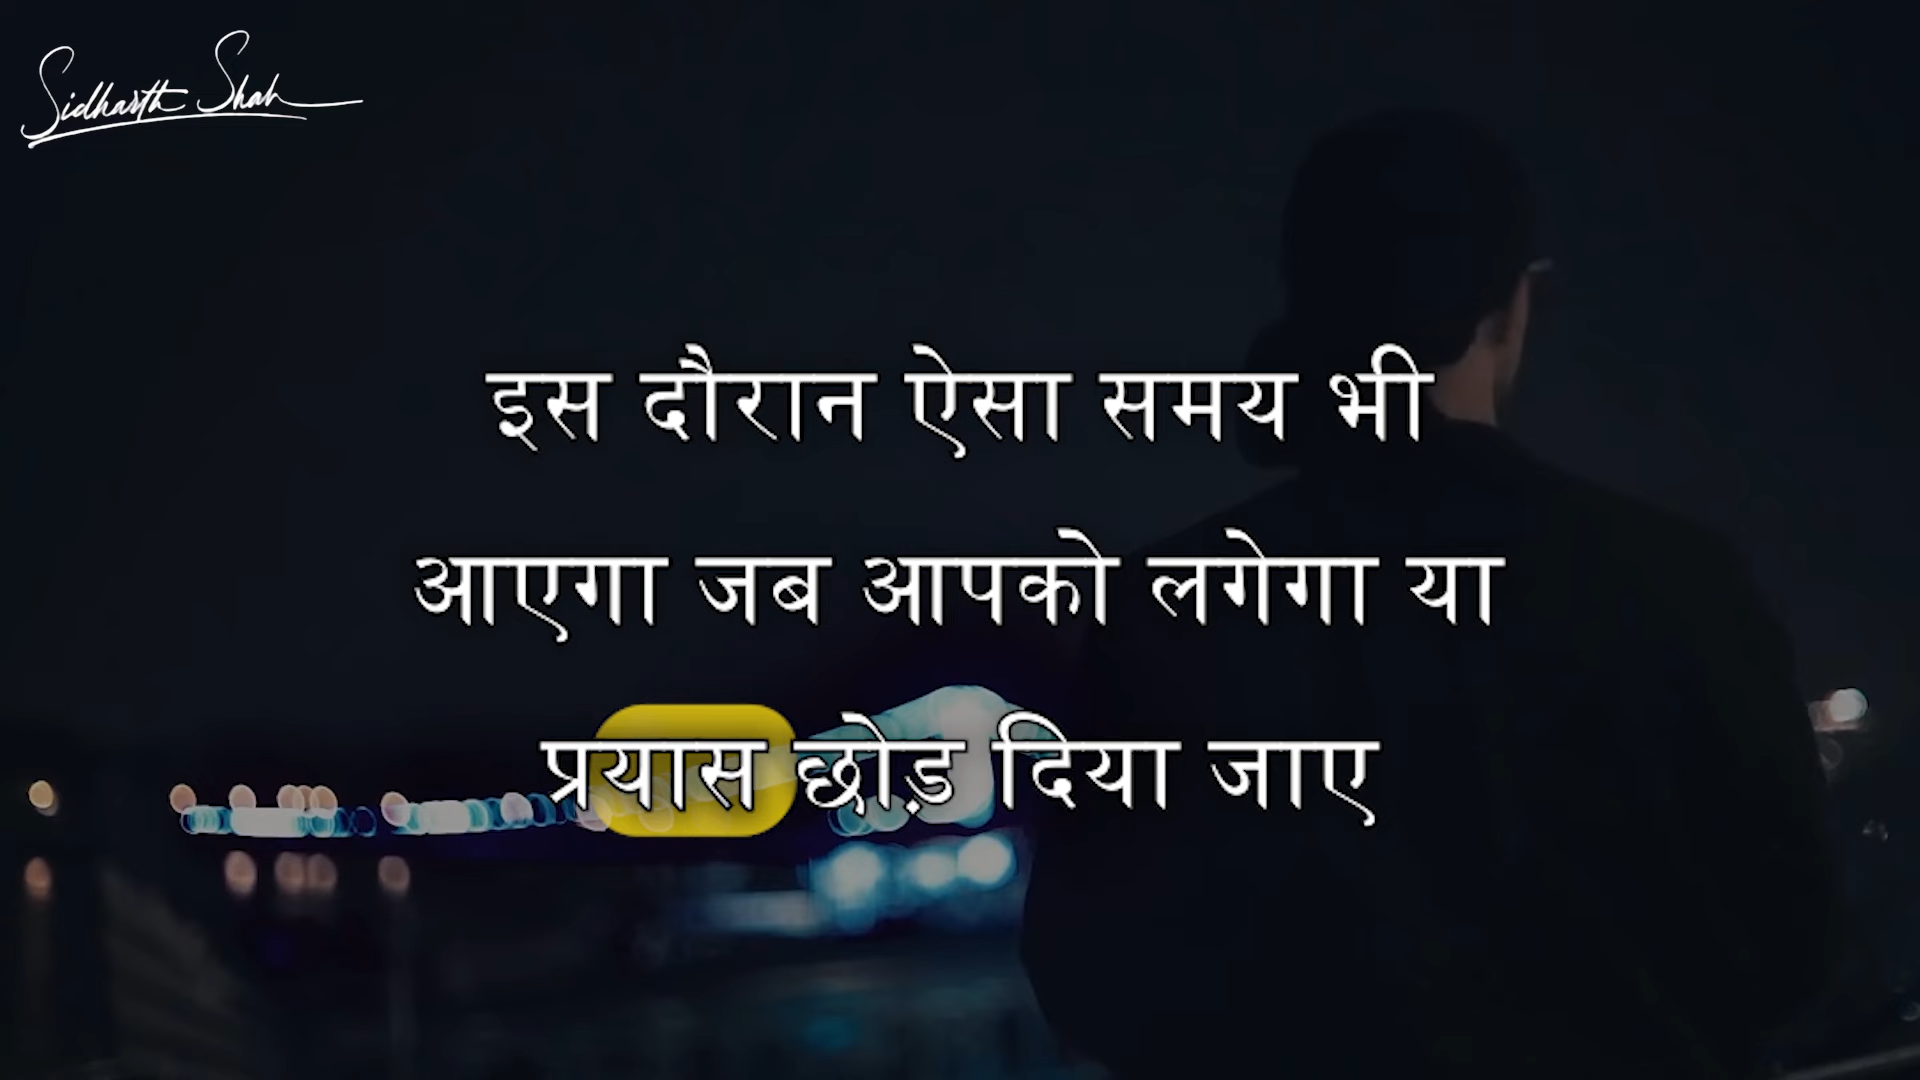 Sidharth Shah
इस दौरान ऐसा समय भी
आएगा जब आपको लगेगा या
प्रयास छोड़ दिया जाए